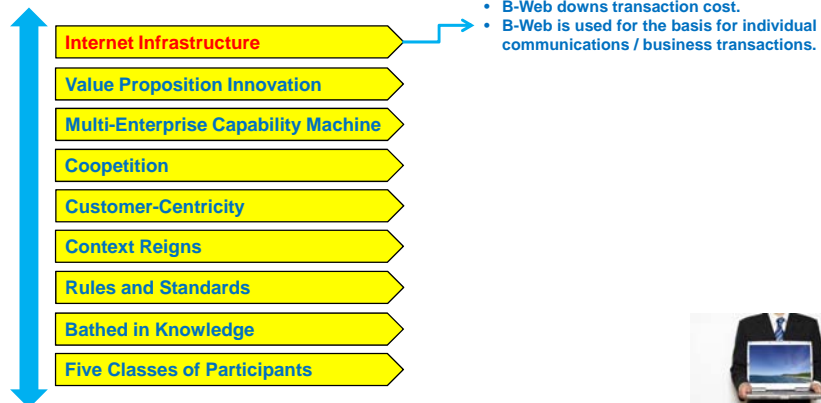 • B-Web downs transaction cost.
Internet Infrastructure
• B-Web is used for the basis for individual
communications / business transactions.
Value Proposition Innovation
Multi-Enterprise Capability Machine
Coopetition
Customer-Centricity
Context Reigns
Rules and Standards
Bathed in Knowledge
Five Classes of Participants